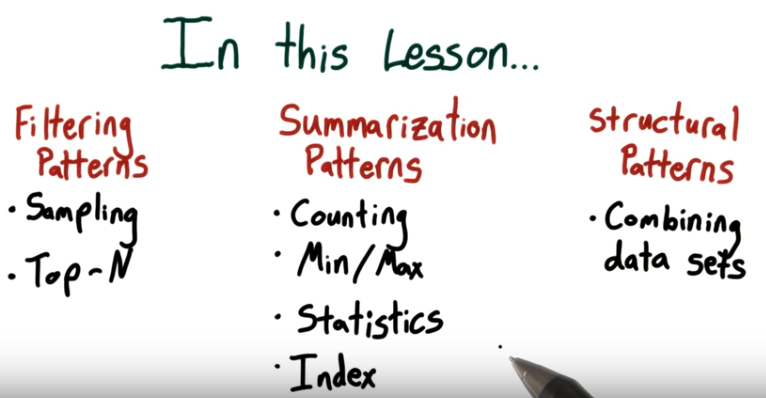 In this Lesson...
Filtering
Patterns
• Sampling
• Top-N
Summarization
Patterns
• Counting
• Min/Max
• Statistics
• Index
Structural
Patterns
• Combining
data sets